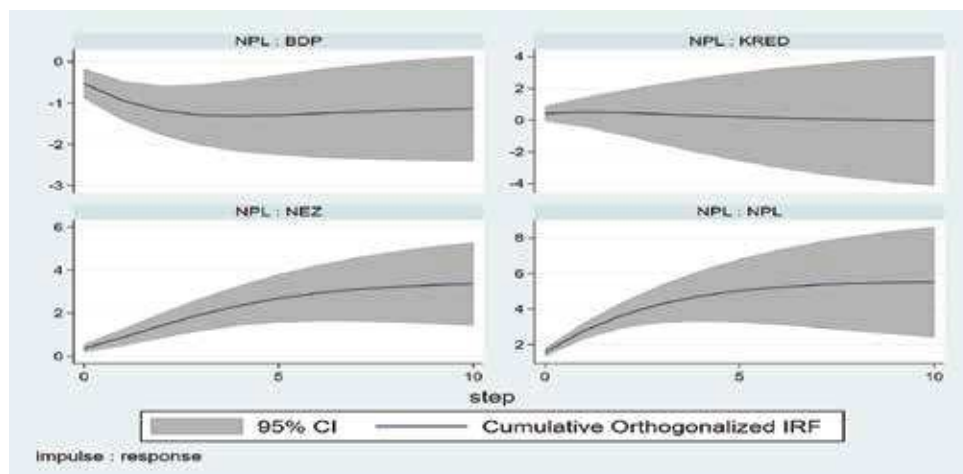 NPL : BDP
NPL : KRED
0
-1
-2
-3
4
2
0
-2
-4
NPL : NEZ
NPL : NPL
6
4
2
0
8
6
4
2
0 5 10
0 5 10
step
95% CI Cumulative Orthogonalized IRF
impulse : response